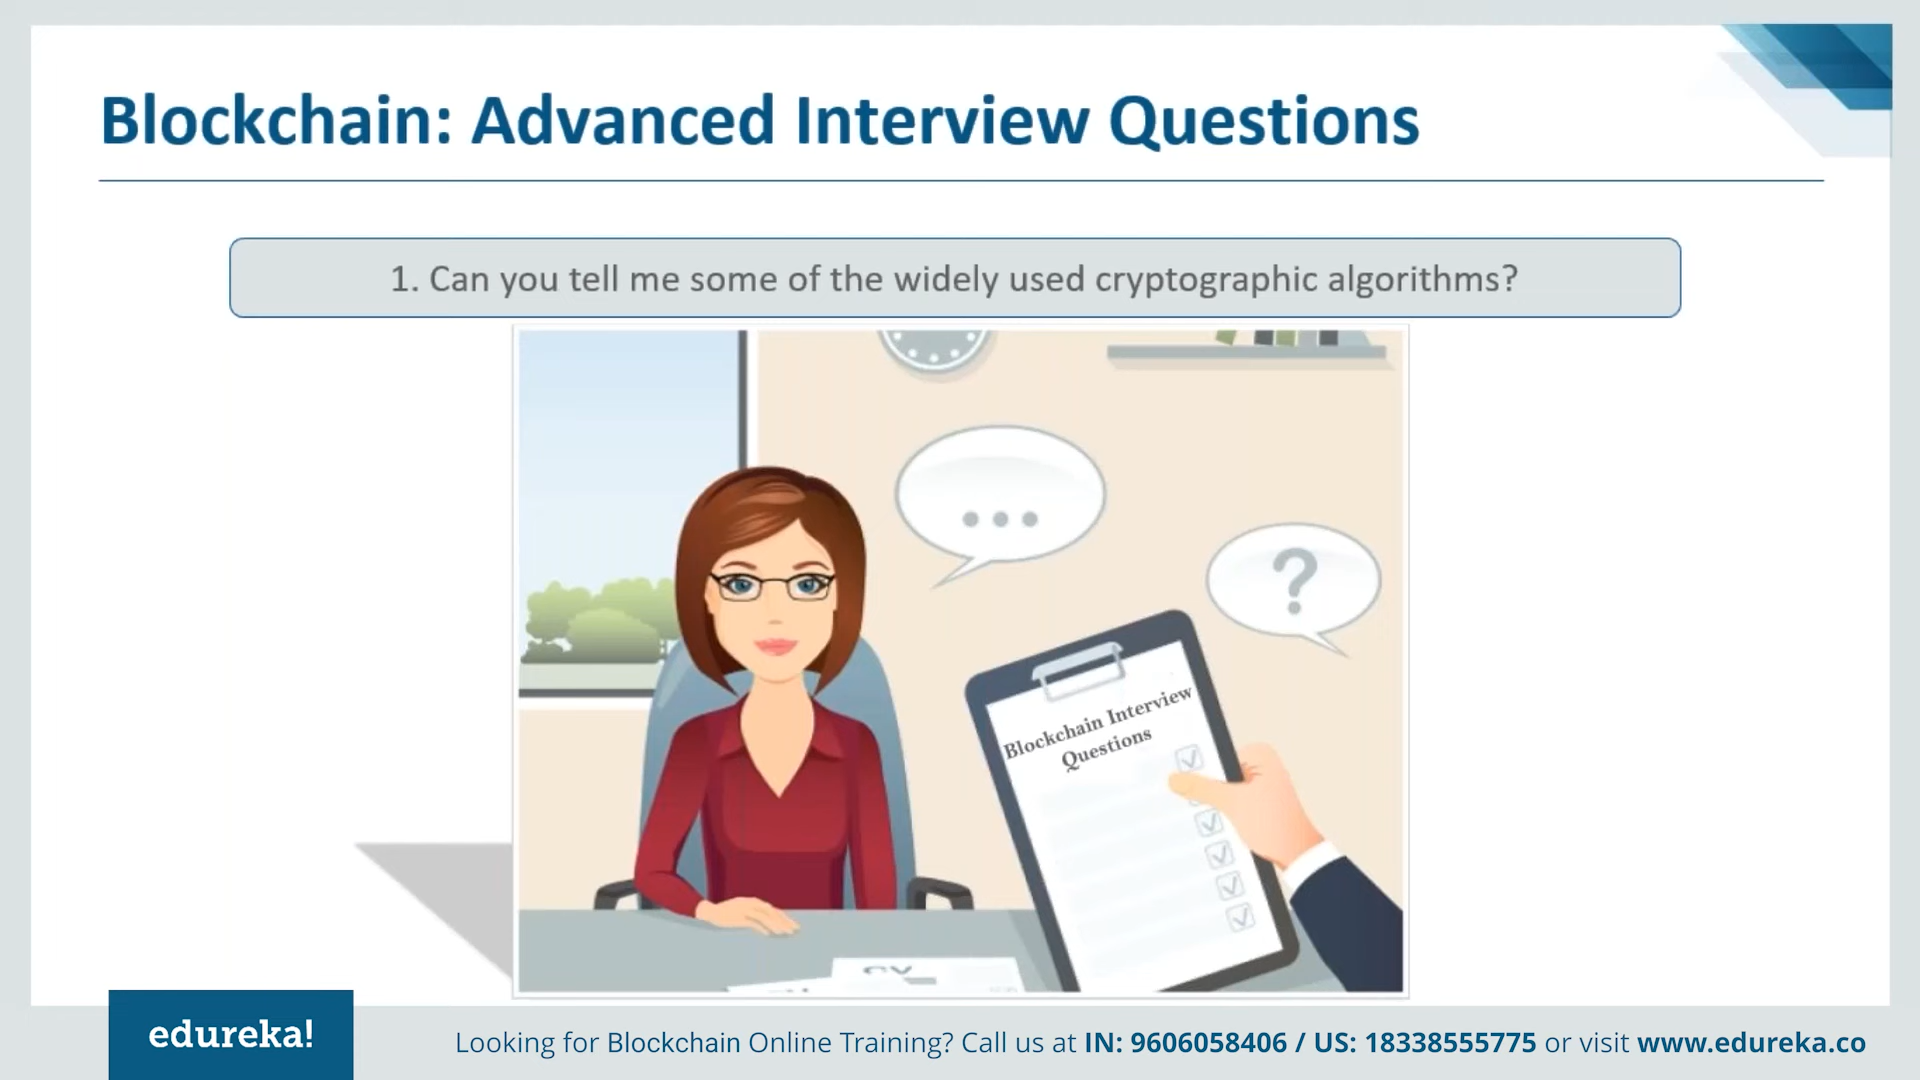 Blockchain: Advanced Interview Questions
1. Can you tell me some of the widely used cryptographic algorithms?
...
?
Blockchain Interview
Questions
CV
edureka!
Looking for Blockchain Online Training? Call us at IN: 9606058406 / US: 18338555775 or visit www.edureka.co